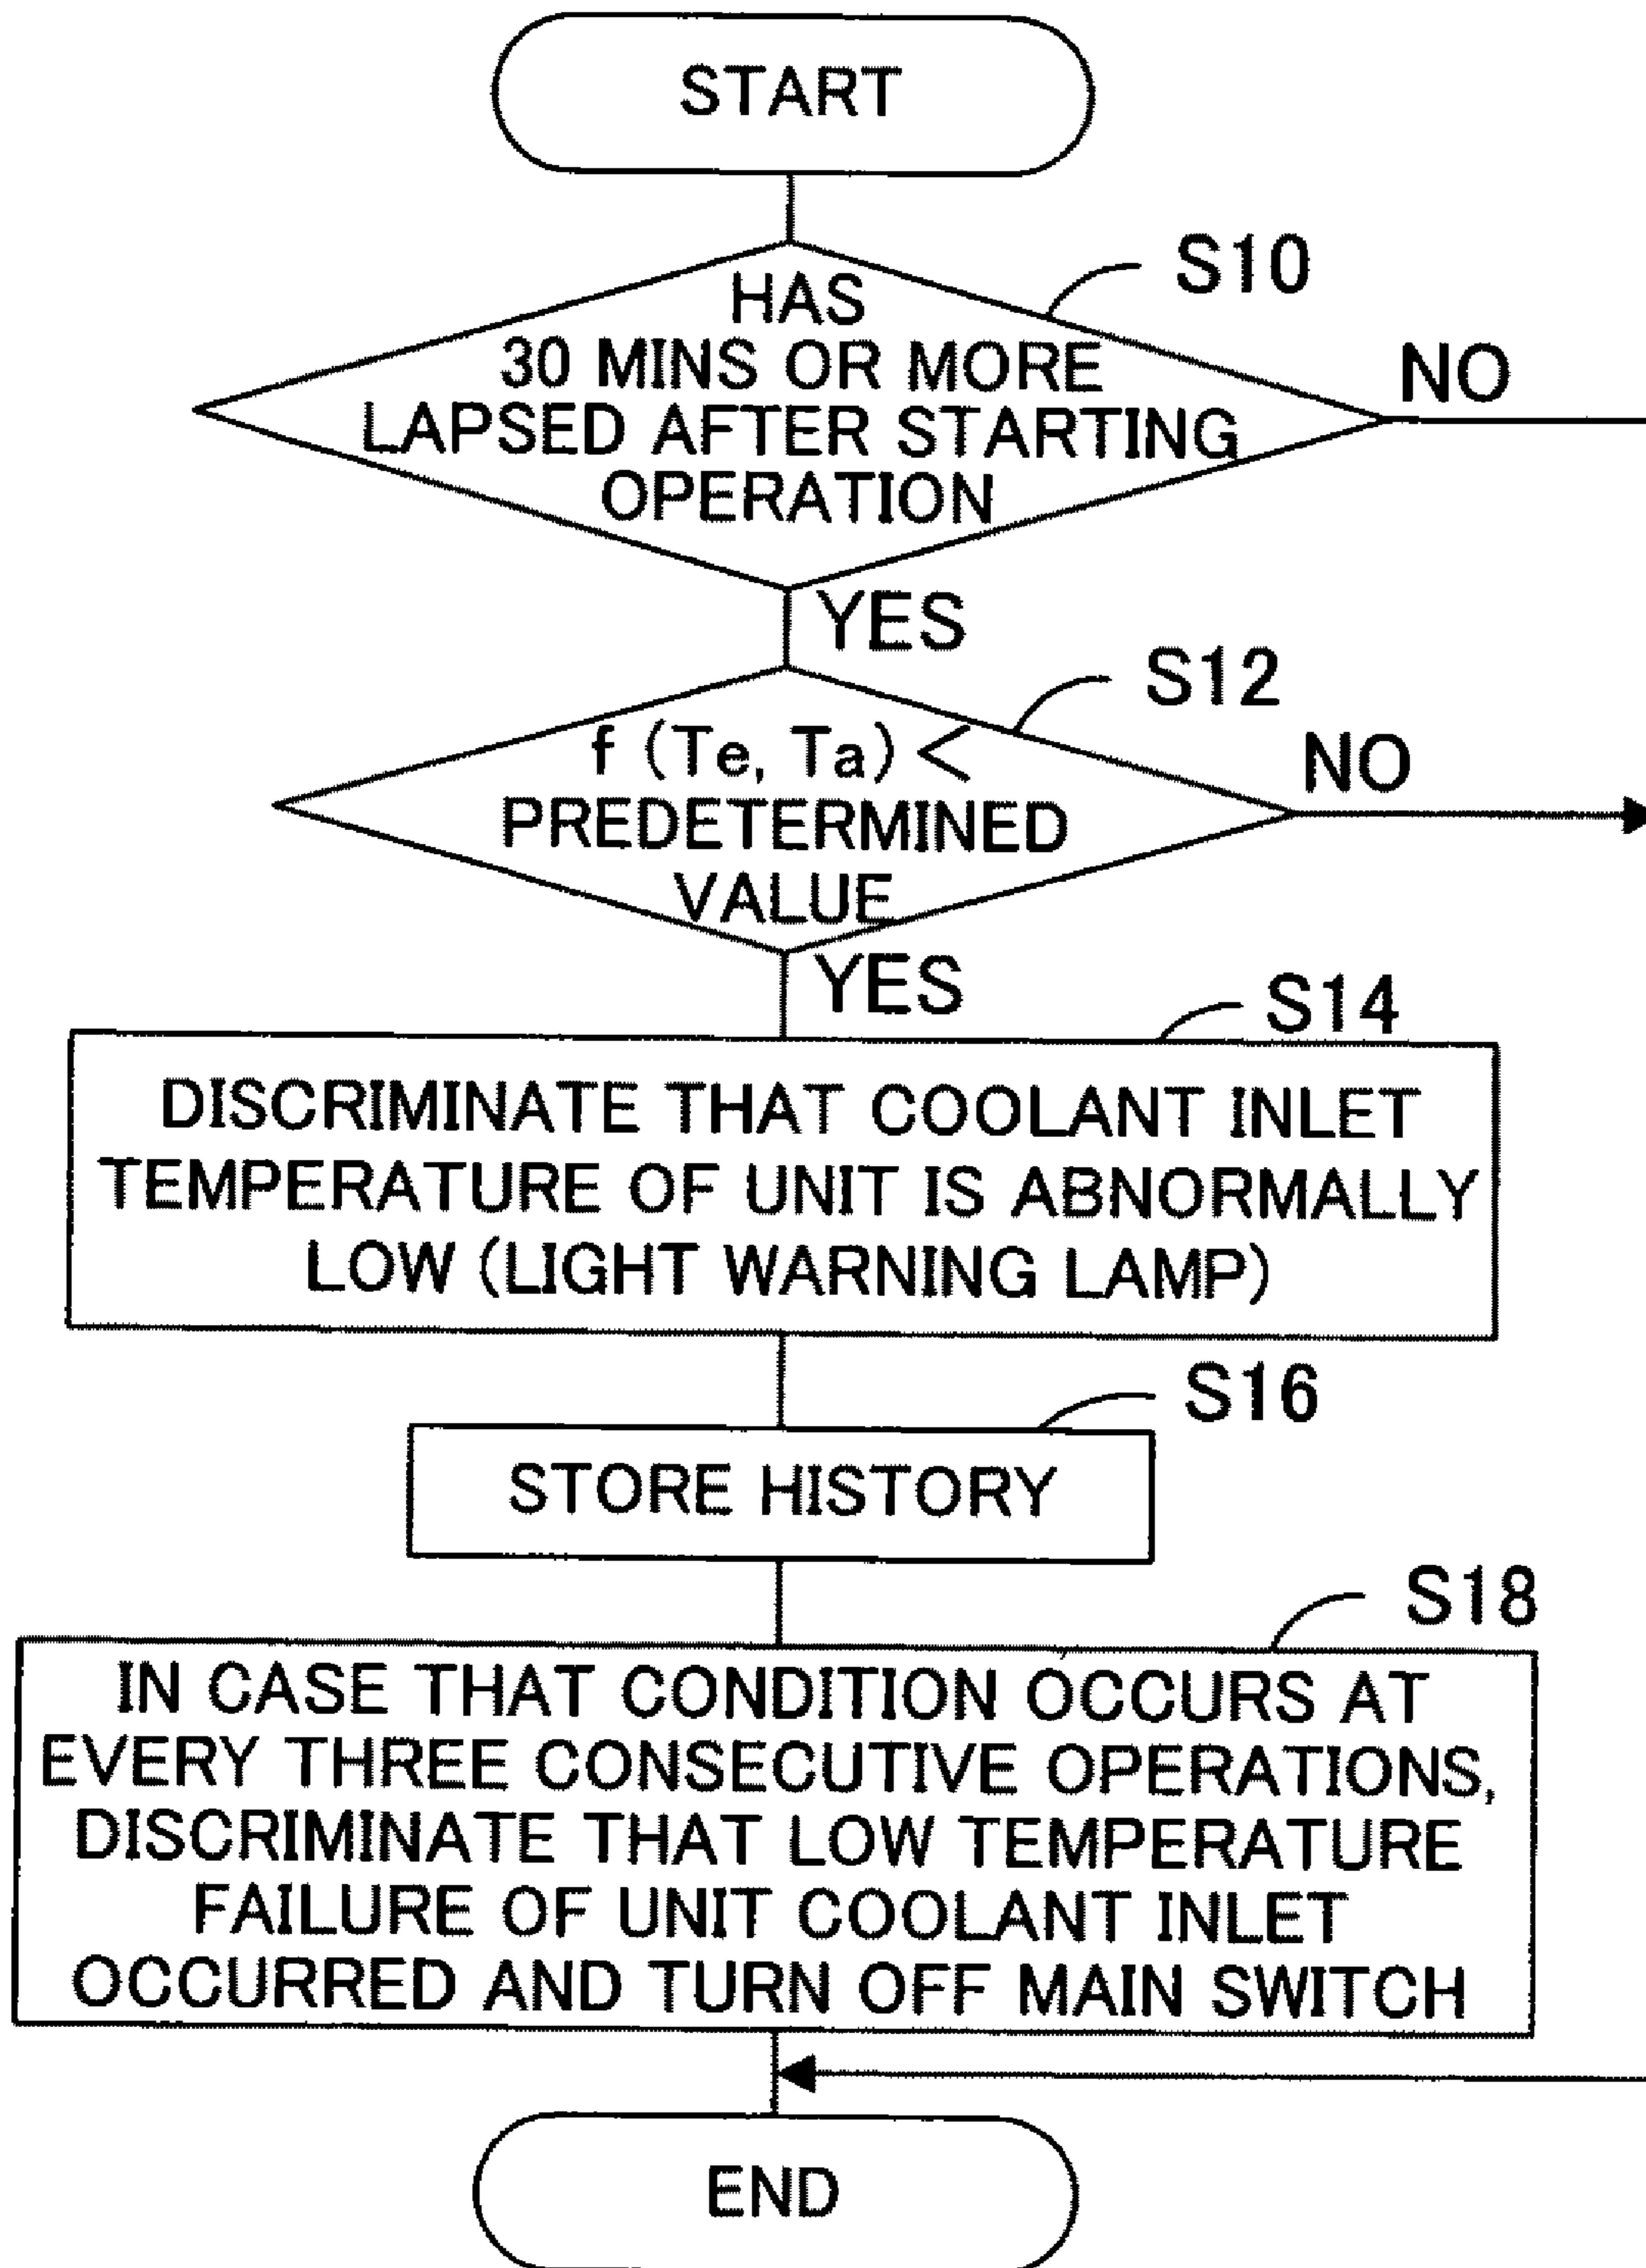 START
S10
HAS
30 MINS OR MORE
LAPSED AFTER STARTING
OPERATION
NO
YES
S12
f (Te, Ta) <
PREDETERMINED
VALUE
NO
YES
S14
DISCRIMINATE THAT COOLANT INLET
TEMPERATURE OF UNIT IS ABNORMALLY
LOW (LIGHT WARNING LAMP)
S16
STORE HISTORY
S18
IN CASE THAT CONDITION OCCURS AT
EVERY THREE CONSECUTIVE OPERATIONS,
DISCRIMINATE THAT LOW TEMPERATURE
FAILURE OF UNIT COOLANT INLET
OCCURRED AND TURN OFF MAIN SWITCH
END